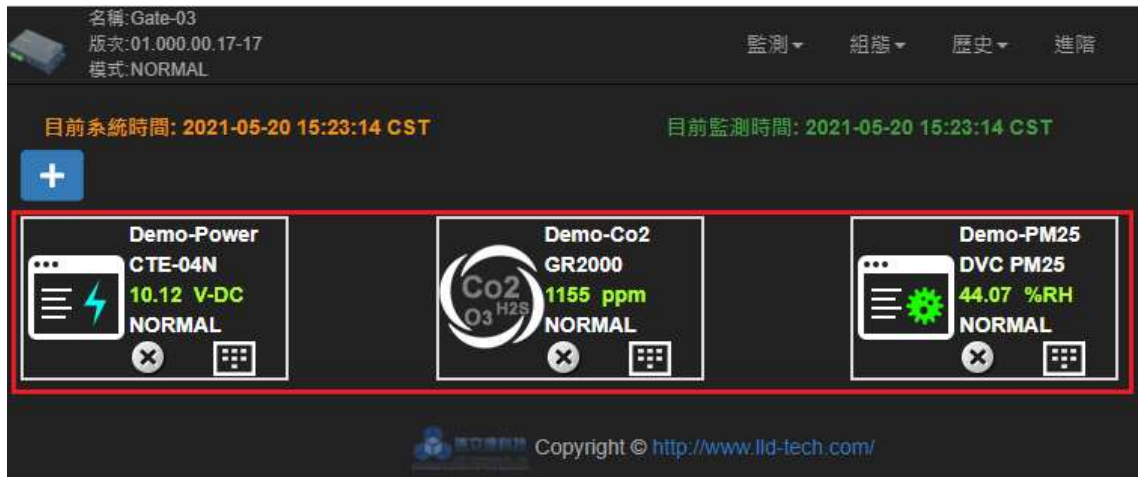 名稱:Gate-03
版次:01.000.00.17-17
模式:NORMAL
監測 組態 歷史 進階
目前系統時間: 2021-05-20 15:23:14 CST
目前監測時間: 2021-05-20 15:23:14 CST
+
Demo-Power
CTE-04N
10.12 V-DC
NORMAL
Co2
O3 H2S
Demo-Co2
GR2000
1155 ppm
NORMAL
Demo-PM25
DVC PM25
44.07 %RH
NORMAL
Copyright © http://www.lld-tech.com/